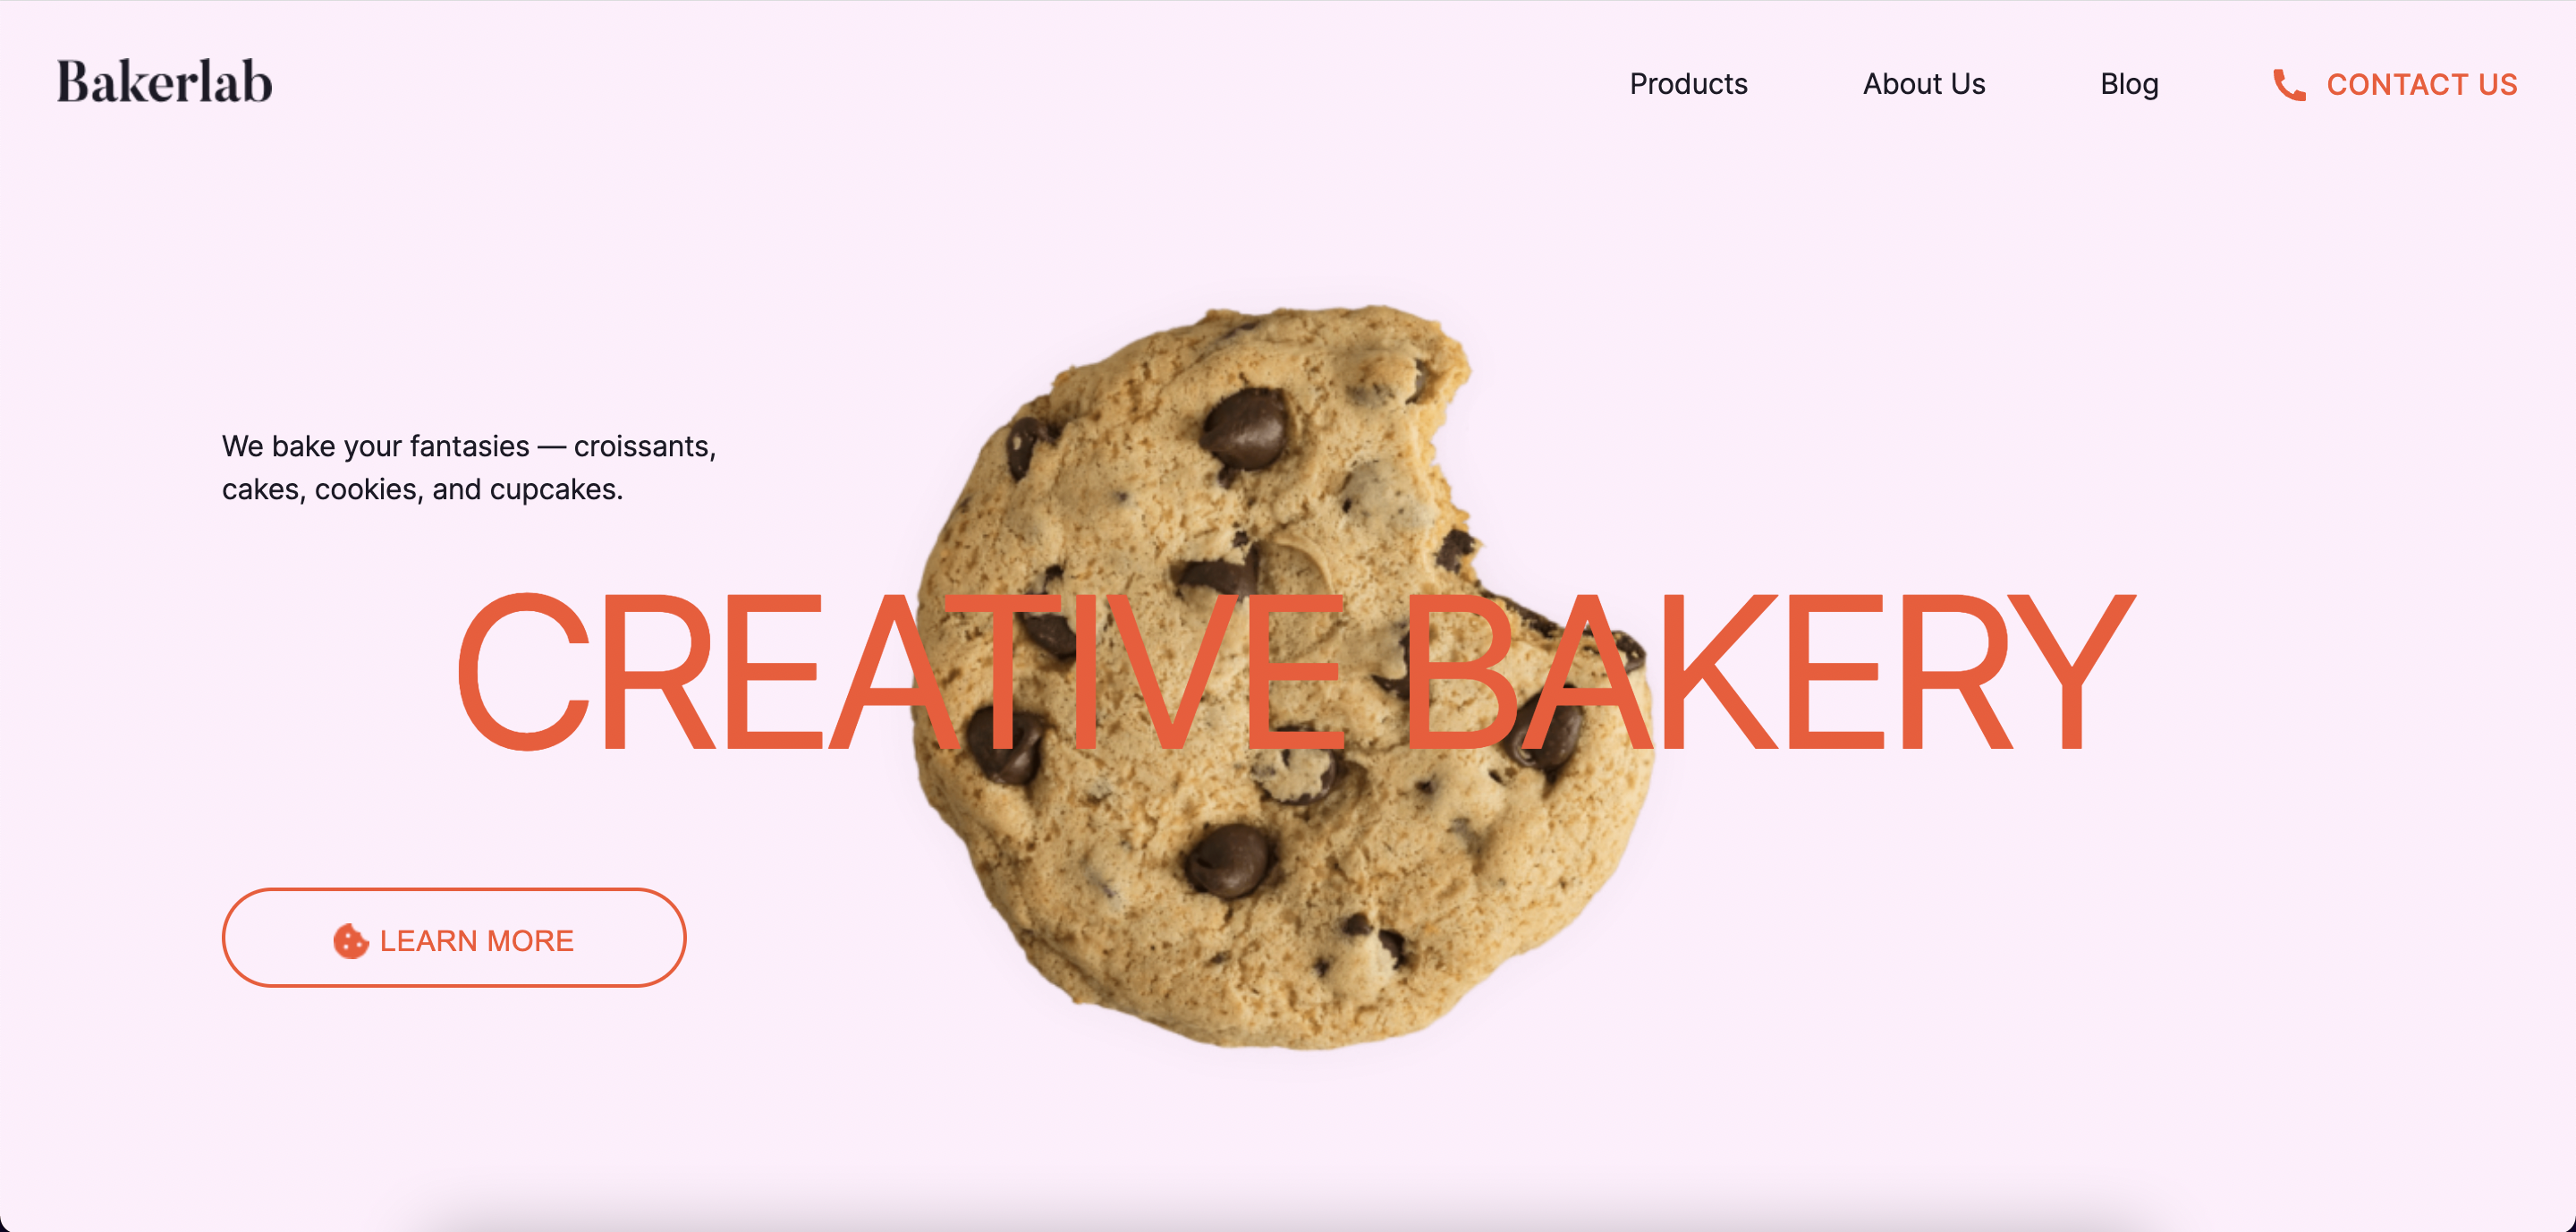 Bakerlab
Products
About Us
Blog
CONTACT US
We bake your fantasies — croissants,
cakes, cookies, and cupcakes.
CREATIVE BAKERY
LEARN MORE